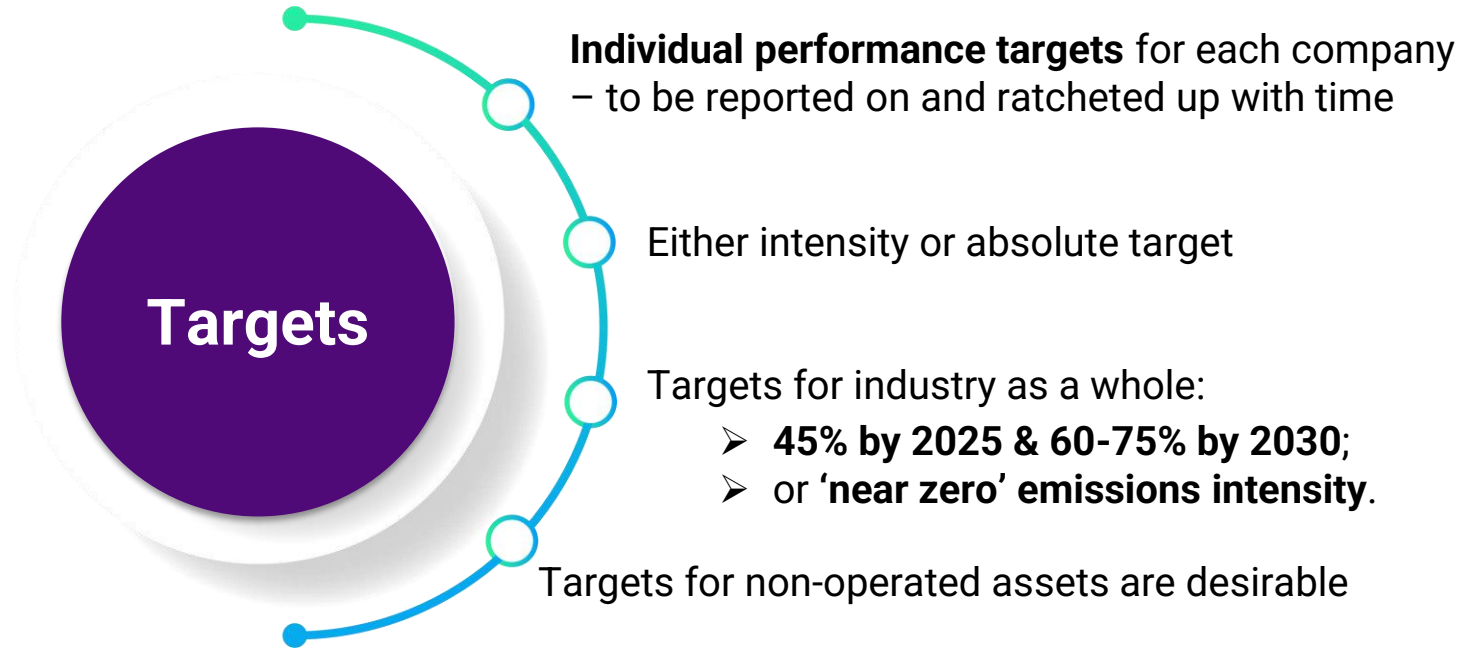 Individual performance targets for each company
– to be reported on and ratcheted up with time
Either intensity or absolute target
Targets
Targets for industry as a whole:
➢ 45% by 2025 & 60-75% by 2030;
➢ or ‘near zero’ emissions intensity.
Targets for non-operated assets are desirable